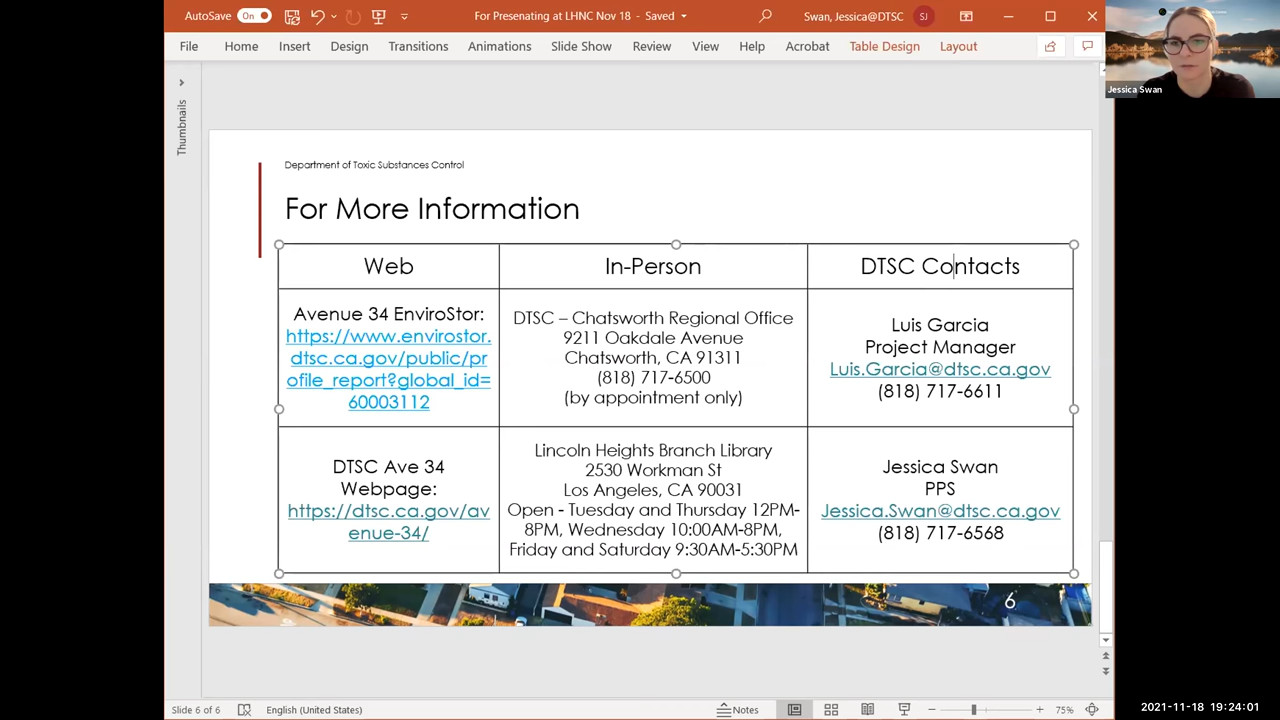 AutoSave On
For Presenating at LHNC Nov 18 - Saved
Swan, Jessica@DTSC
SJ
File Home Insert Design Transitions Animations Slide Show Review View Help Acrobat Table Design Layout
Jessica Swan
Thumbnails
Department of Toxic Substances Control
For More Information
Web
In-Person
DTSC Contacts
Avenue 34 EnviroStor:
https://www.envirostor.
dtsc.ca.gov/public/pr
ofile_report?global_id=
60003112
DTSC – Chatsworth Regional Office
9211 Oakdale Avenue
Chatsworth, CA 91311
(818) 717-6500
(by appointment only)
Luis Garcia
Project Manager
Luis.Garcia@dtsc.ca.gov
(818) 717-6611
DTSC Ave 34
Webpage:
https://dtsc.ca.gov/av
enue-34/
Lincoln Heights Branch Library
2530 Workman St
Los Angeles, CA 90031
Open - Tuesday and Thursday 12PM-
8PM, Wednesday 10:00AM-8PM,
Friday and Saturday 9:30AM-5:30PM
Jessica Swan
PPS
Jessica.Swan@dtsc.ca.gov
(818) 717-6568
6
Slide 6 of 6
English (United States)
Notes
75%
2021-11-18 19:24:01